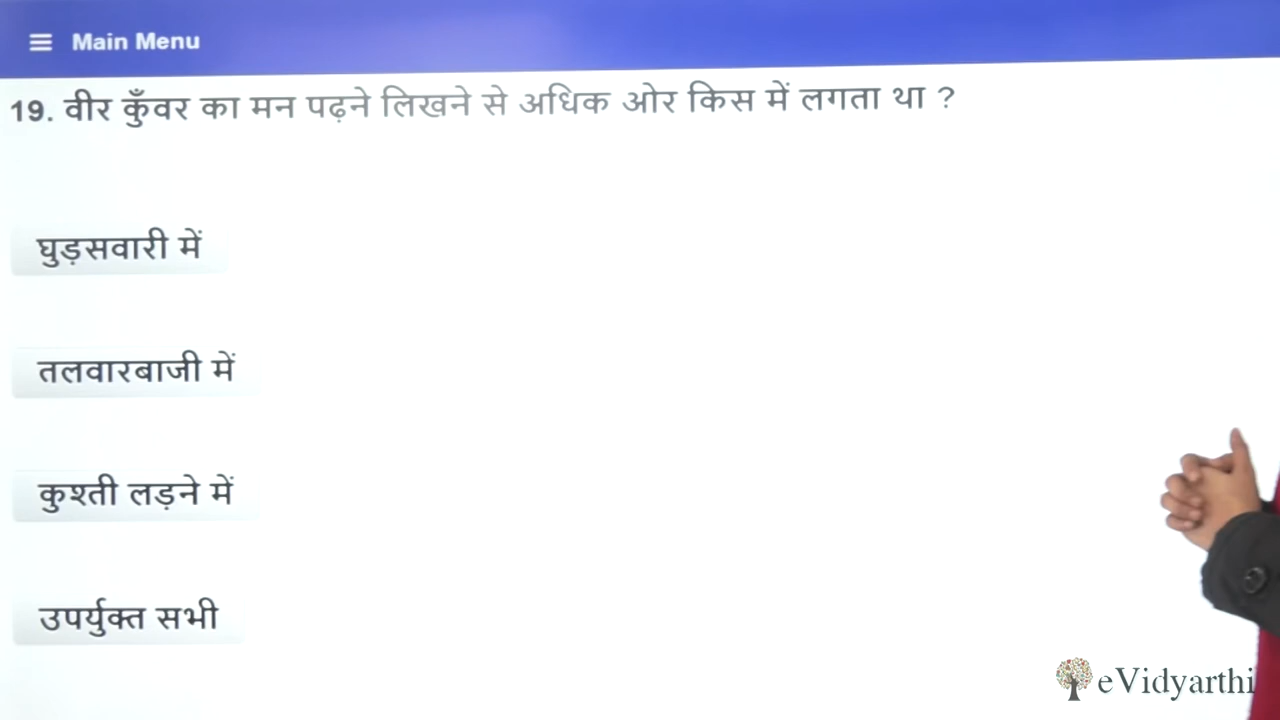 Main Menu
19. वीर कुँवर का मन पढ़ने लिखने से अधिक ओर किस में लगता था ?
घुड़सवारी में
तलवारबाजी में
कुश्ती लड़ने में
उपर्युक्त सभी
eVidyarthi